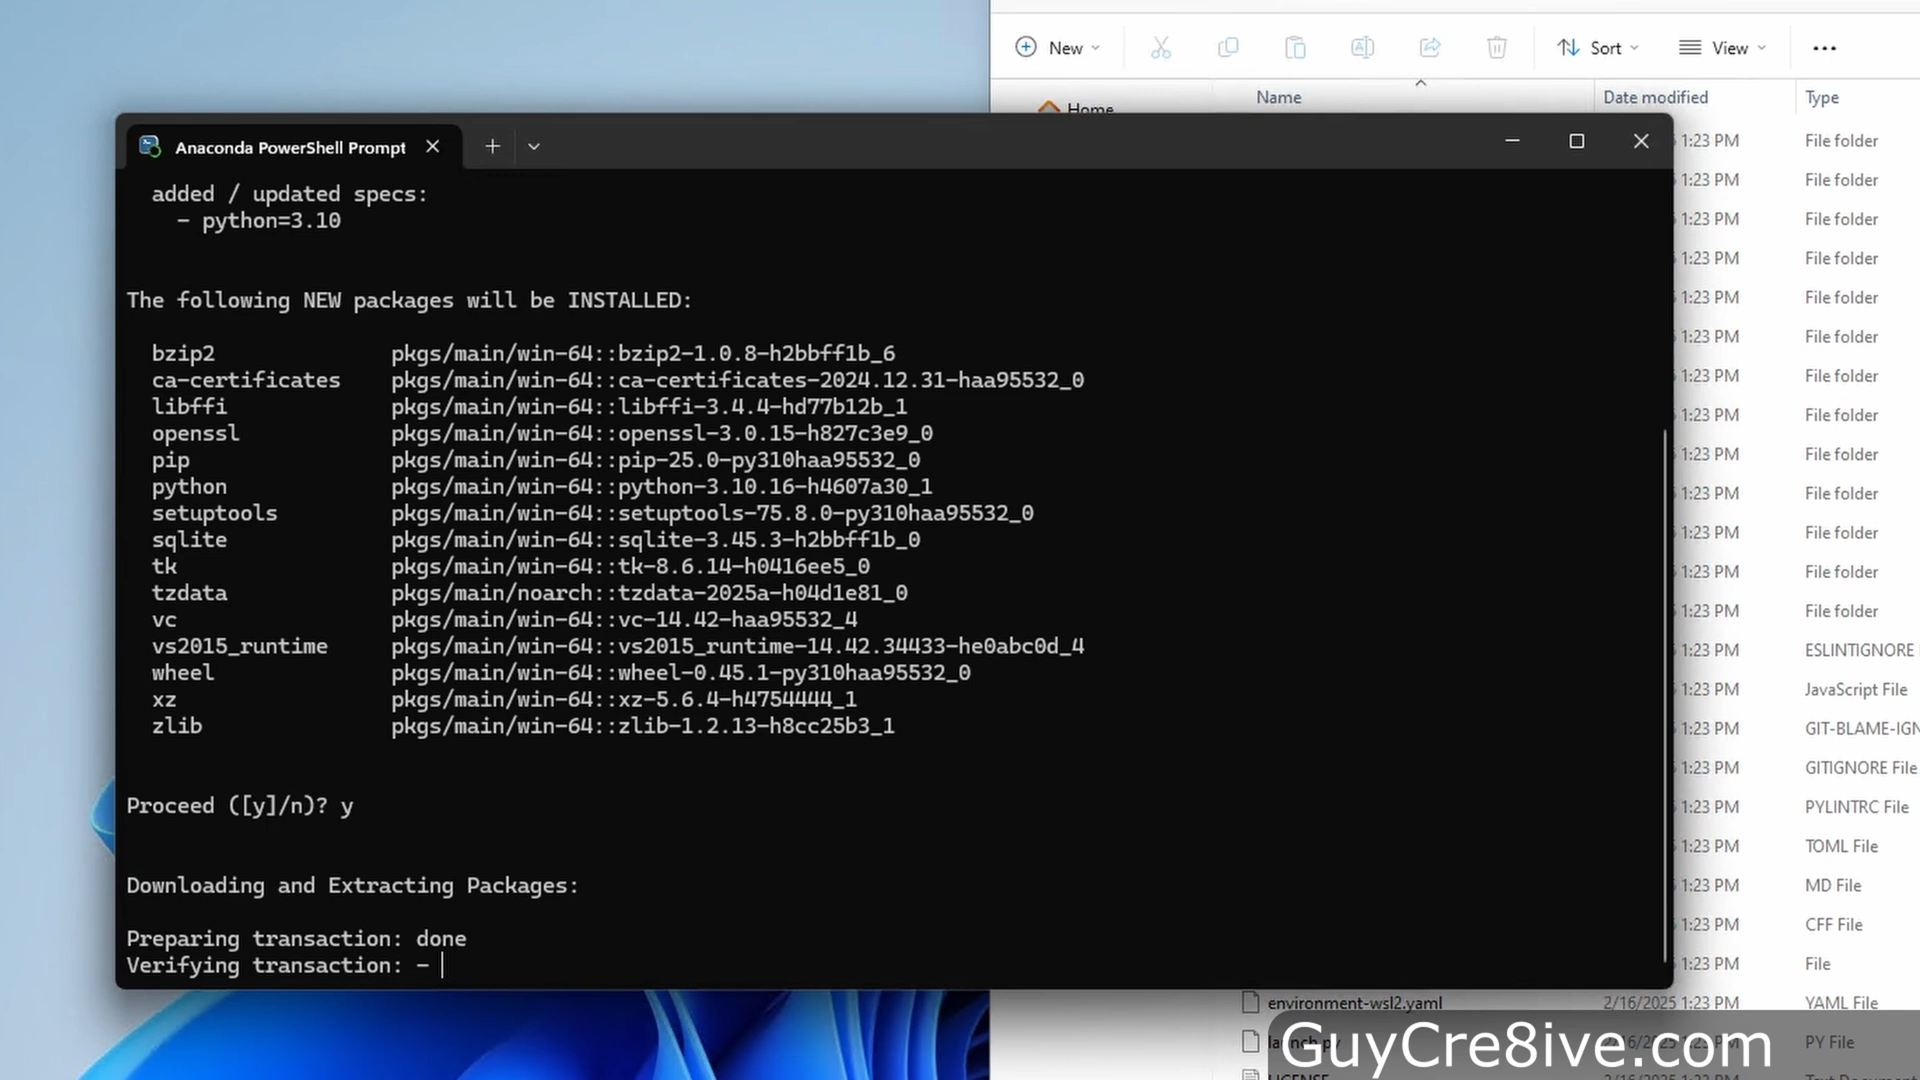 New
Sort
View
Name
Date modified
Type
Home
Anaconda PowerShell Prompt
added / updated specs:
- python=3.10
The following NEW packages will be INSTALLED:
bzip2 pkgs/main/win-64::bzip2-1.0.8-h2bbff1b_6
ca-certificates pkgs/main/win-64::ca-certificates-2024.12.31-haa95532_0
libffi pkgs/main/win-64::libffi-3.4.4-hd77b12b_1
openssl pkgs/main/win-64::openssl-3.0.15-h827c3e9_0
pip pkgs/main/win-64::pip-25.0-py310haa95532_0
python pkgs/main/win-64::python-3.10.16-h4607a30_1
setuptools pkgs/main/win-64::setuptools-75.8.0-py310haa95532_0
sqlite pkgs/main/win-64::sqlite-3.45.3-h2bbff1b_0
tk pkgs/main/win-64::tk-8.6.14-h0416ee5_0
tzdata pkgs/main/noarch::tzdata-2025a-h04d1e81_0
vc pkgs/main/win-64::vc-14.42-haa95532_4
vs2015_runtime pkgs/main/win-64::vs2015_runtime-14.42.34433-he0abc0d_4
wheel pkgs/main/win-64::wheel-0.45.1-py310haa95532_0
xz pkgs/main/win-64::xz-5.6.4-h4754444_1
zlib pkgs/main/win-64::zlib-1.2.13-h8cc25b3_1
Proceed ([y]/n)? y
Downloading and Extracting Packages:
Preparing transaction: done
Verifying transaction: -
1:23 PM File folder
1:23 PM File folder
1:23 PM File folder
1:23 PM File folder
1:23 PM File folder
1:23 PM File folder
1:23 PM File folder
1:23 PM File folder
1:23 PM File folder
1:23 PM File folder
1:23 PM File folder
1:23 PM File folder
1:23 PM File folder
1:23 PM ESLINTIGNORE
1:23 PM JavaScript File
1:23 PM GIT-BLAME-IGN
1:23 PM GITIGNORE File
1:23 PM PYLINTRC File
1:23 PM TOML File
1:23 PM MD File
1:23 PM CFF File
1:23 PM File
environment-wsl2.yaml 2/16/2025 1:23 PM YAML File
launch.py PY File
GuyCre8ive.com